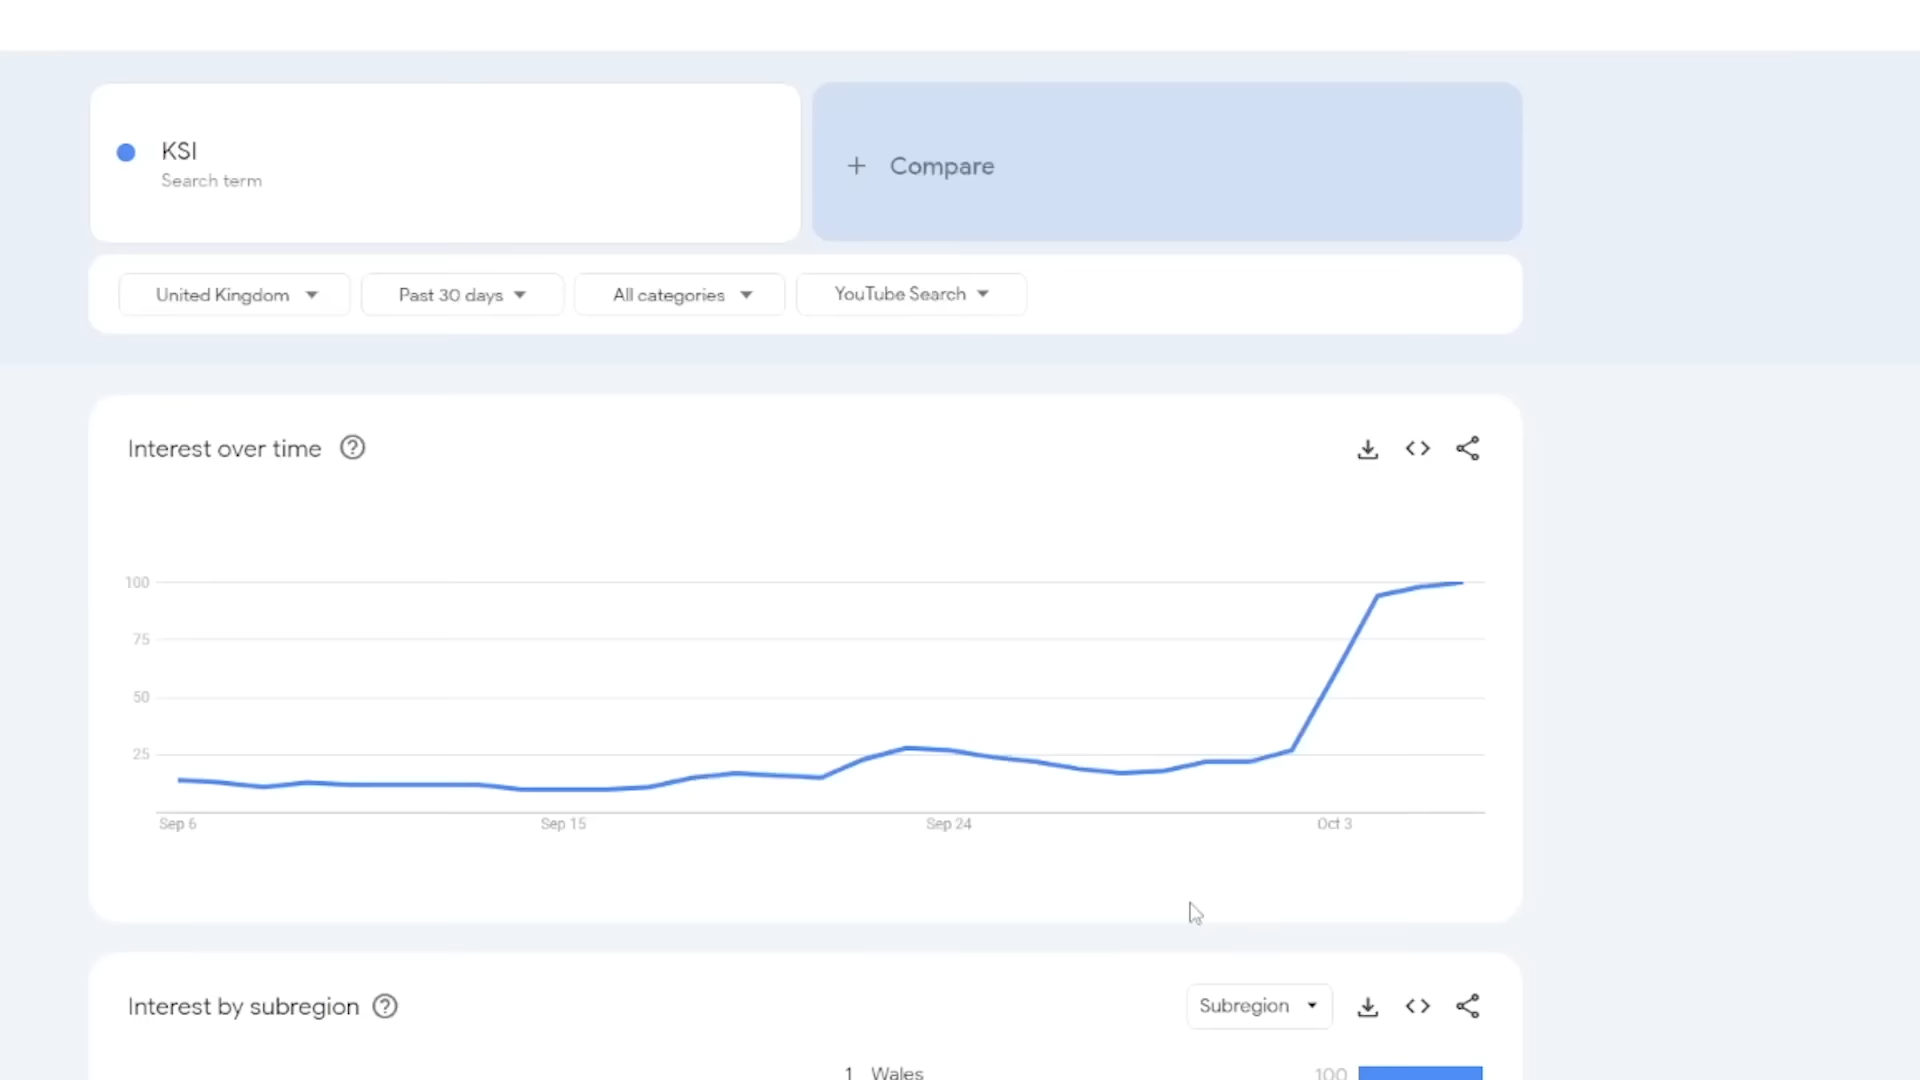 KSI
Search term
+ Compare
United Kingdom
Past 30 days
All categories
YouTube Search
Interest over time
100
75
50
25
Sep 6
Sep 15
Sep 24
Oct 3
Interest by subregion
Subregion
1 Wales
100